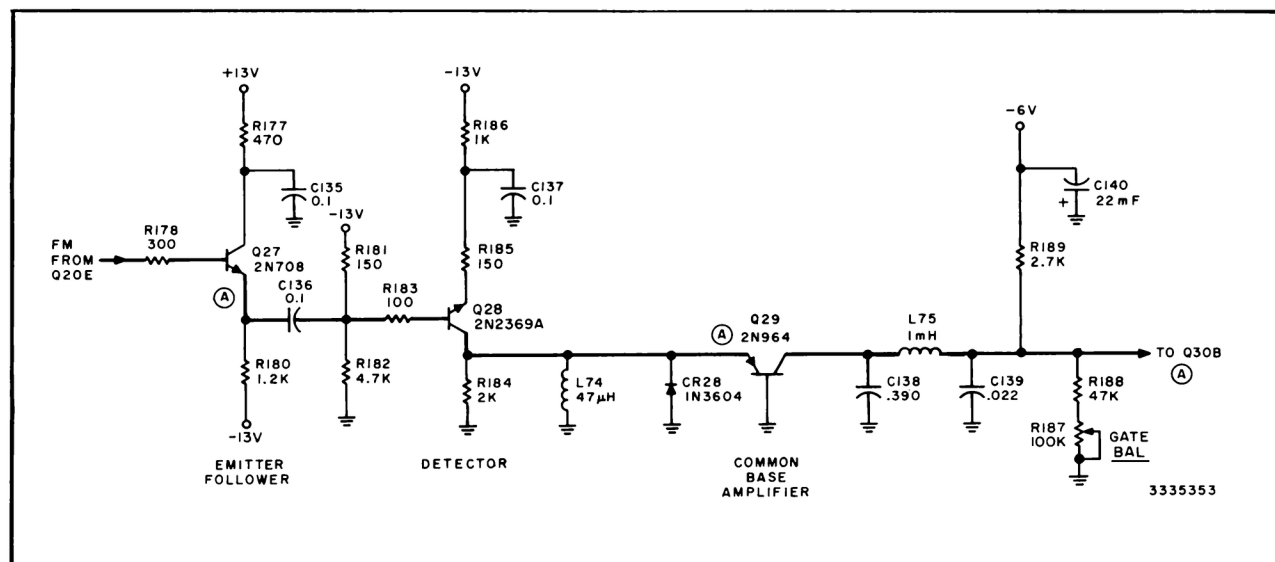 +13V
R177
470
C135
0.1
FM
FROM
Q20E
R178
300
Q27
2N708
A
C136
0.1
R180
1.2K
-13V
EMITTER
FOLLOWER
-13V
R181
150
R182
4.7K
R183
100
-13V
R186
1K
C137
0.1
R185
150
Q28
2N2369A
R184
2K
DETECTOR
L74
47µH
CR28
1N3604
A
Q29
2N964
COMMON
BASE
AMPLIFIER
C138
.390
L75
1mH
C139
.022
-6V
C140
22mF
+
R189
2.7K
TO Q30B
A
R188
47K
R187
100K
GATE
BAL
3335353